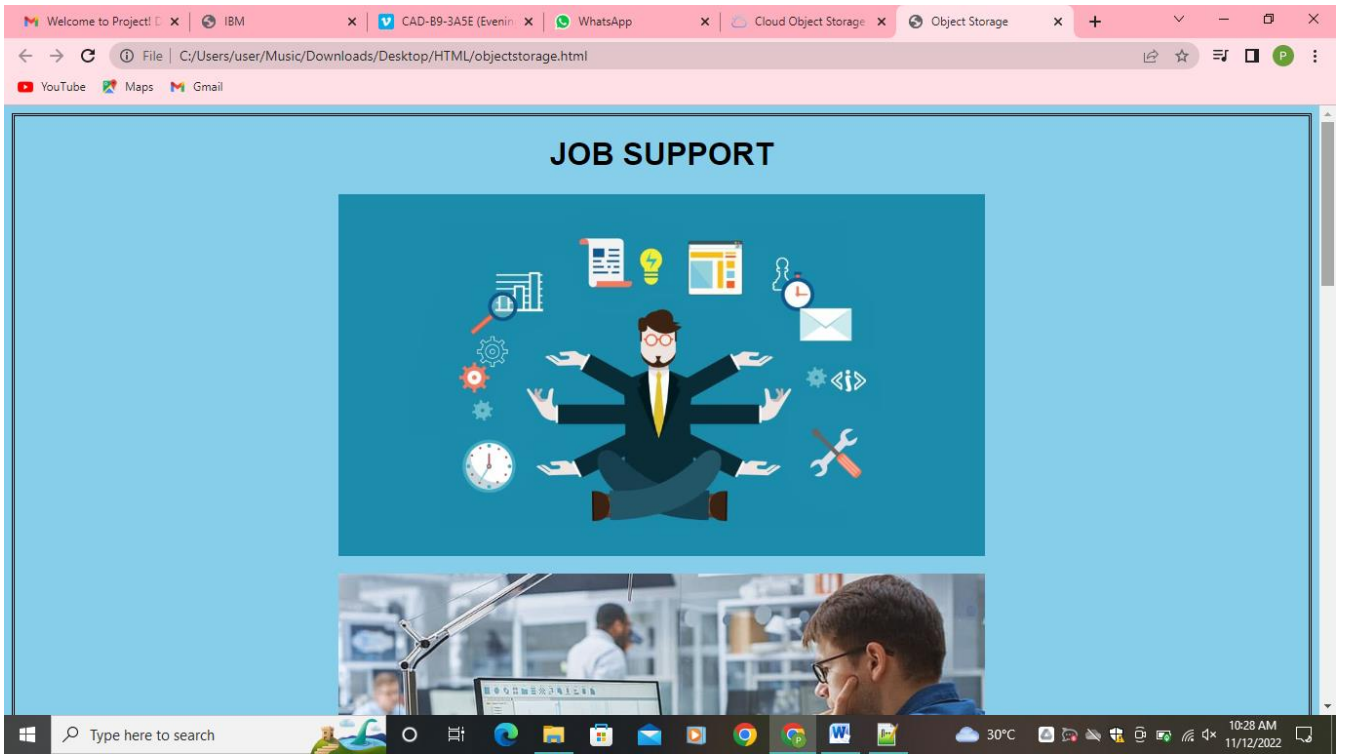 Welcome to Project! D
IBM
CAD-B9-3A5E (Evenin
WhatsApp
Cloud Object Storage
Object Storage
File | C:/Users/user/Music/Downloads/Desktop/HTML/objectstorage.html
P
YouTube
Maps
Gmail
JOB SUPPORT
<i>
Type here to search
30°C
10:28 AM
11/12/2022